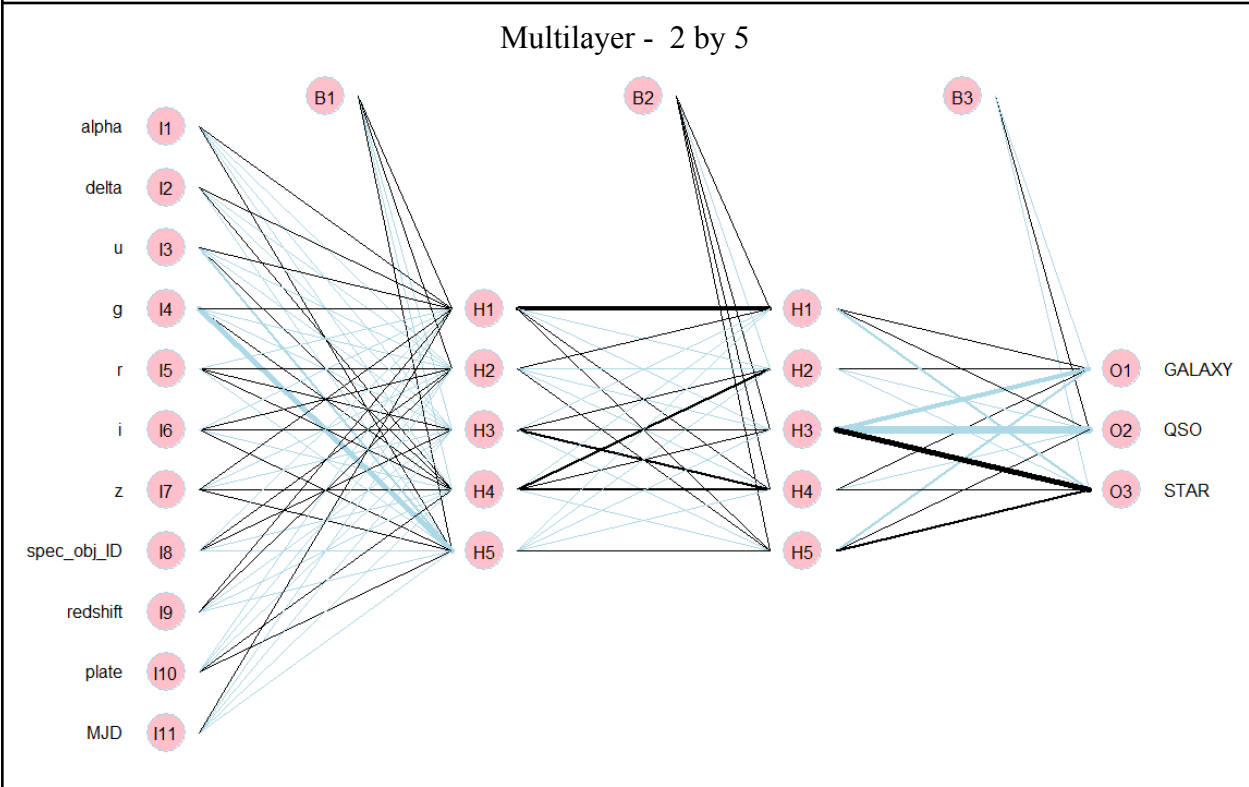 Multilayer - 2 by 5
B1 B2 B3
alpha I1
delta I2
u I3
g I4 H1 H1
r I5 H2 H2 O1 GALAXY
i I6 H3 H3 O2 QSO
z I7 H4 H4 O3 STAR
spec_obj_ID I8 H5 H5
redshift I9
plate I10
MJD I11